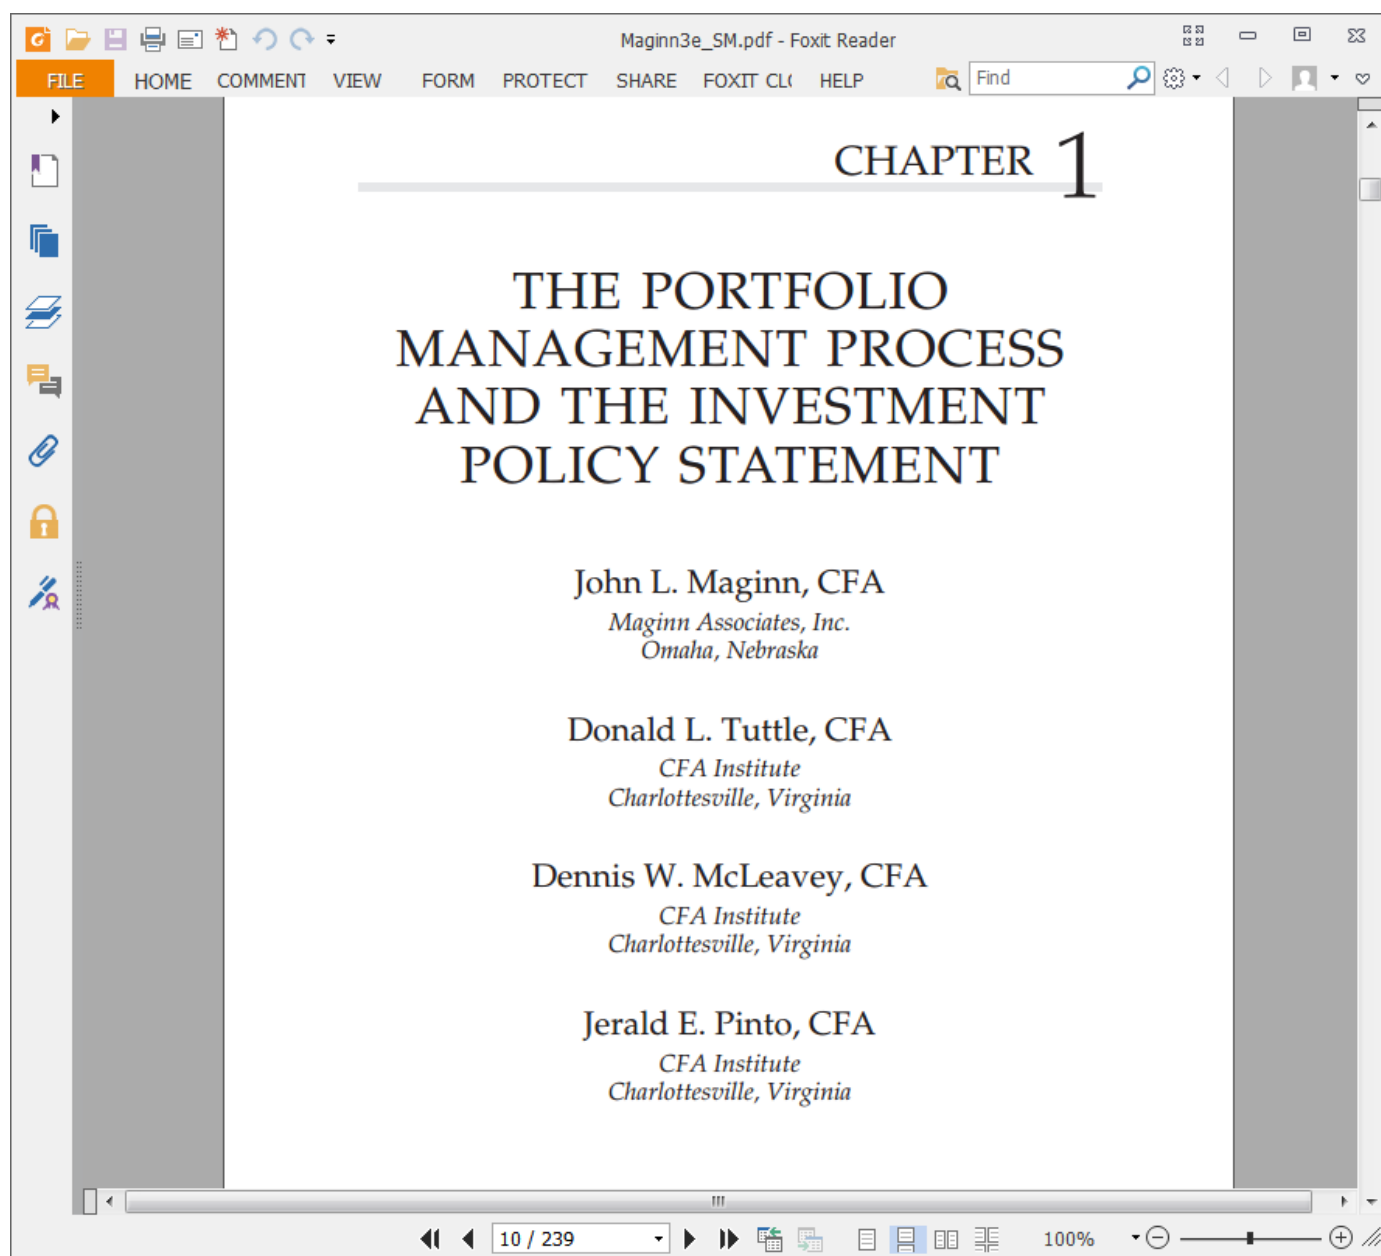 Maginn3e_SM.pdf - Foxit Reader
FILE HOME COMMENT VIEW FORM PROTECT SHARE FOXIT CL HELP Find
CHAPTER 1
THE PORTFOLIO
MANAGEMENT PROCESS
AND THE INVESTMENT
POLICY STATEMENT
John L. Maginn, CFA
Maginn Associates, Inc.
Omaha, Nebraska
Donald L. Tuttle, CFA
CFA Institute
Charlottesville, Virginia
Dennis W. McLeavey, CFA
CFA Institute
Charlottesville, Virginia
Jerald E. Pinto, CFA
CFA Institute
Charlottesville, Virginia
10 / 239 100%